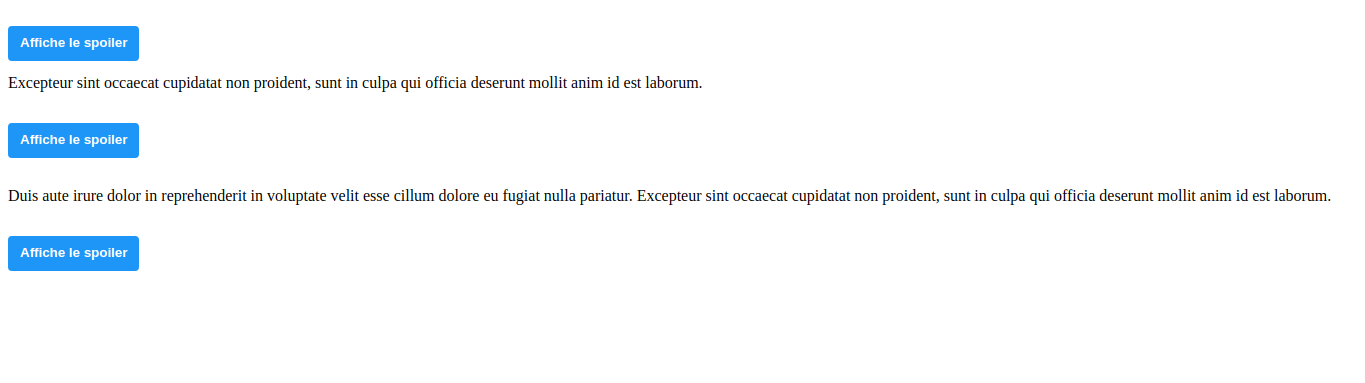 Affiche le spoiler
Excepteur sint occaecat cupidatat non proident, sunt in culpa qui officia deserunt mollit anim id est laborum.
Affiche le spoiler
Duis aute irure dolor in reprehenderit in voluptate velit esse cillum dolore eu fugiat nulla pariatur. Excepteur sint occaecat cupidatat non proident, sunt in culpa qui officia deserunt mollit anim id est laborum.
Affiche le spoiler